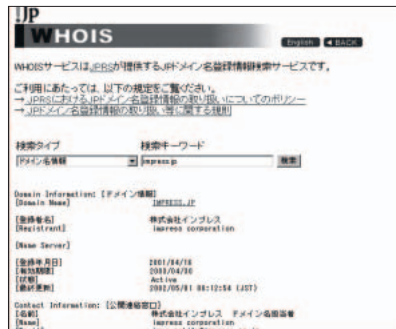 !JP
WHOIS
English ◀ BACK
WHOISサービスはJPRSが提供するJPドメイン名登録情報検索サービスです。
ご利用にあたっては、以下の規定をご覧ください。
→ JPRSにおけるJPドメイン名登録情報の取り扱いについてのポリシー
→ JPドメイン名登録情報の取り扱い等に関する規則
検索タイプ 検索キーワード
ドメイン名情報 impress.jp 検索
Domain Information: [ドメイン情報]
[Domain Name] IMPRESS.JP
[登録者名] 株式会社インプレス
[Registrant] impress corporation
[Name Server]
[登録年月日] 2001/04/16
[有効期限] 2003/04/30
[状態] Active
[最終更新] 2002/05/01 08:12:54 (JST)
Contact Information: [公開連絡窓口]
[名前] 株式会社インプレス ドメイン名担当者
[Name] impress corporation